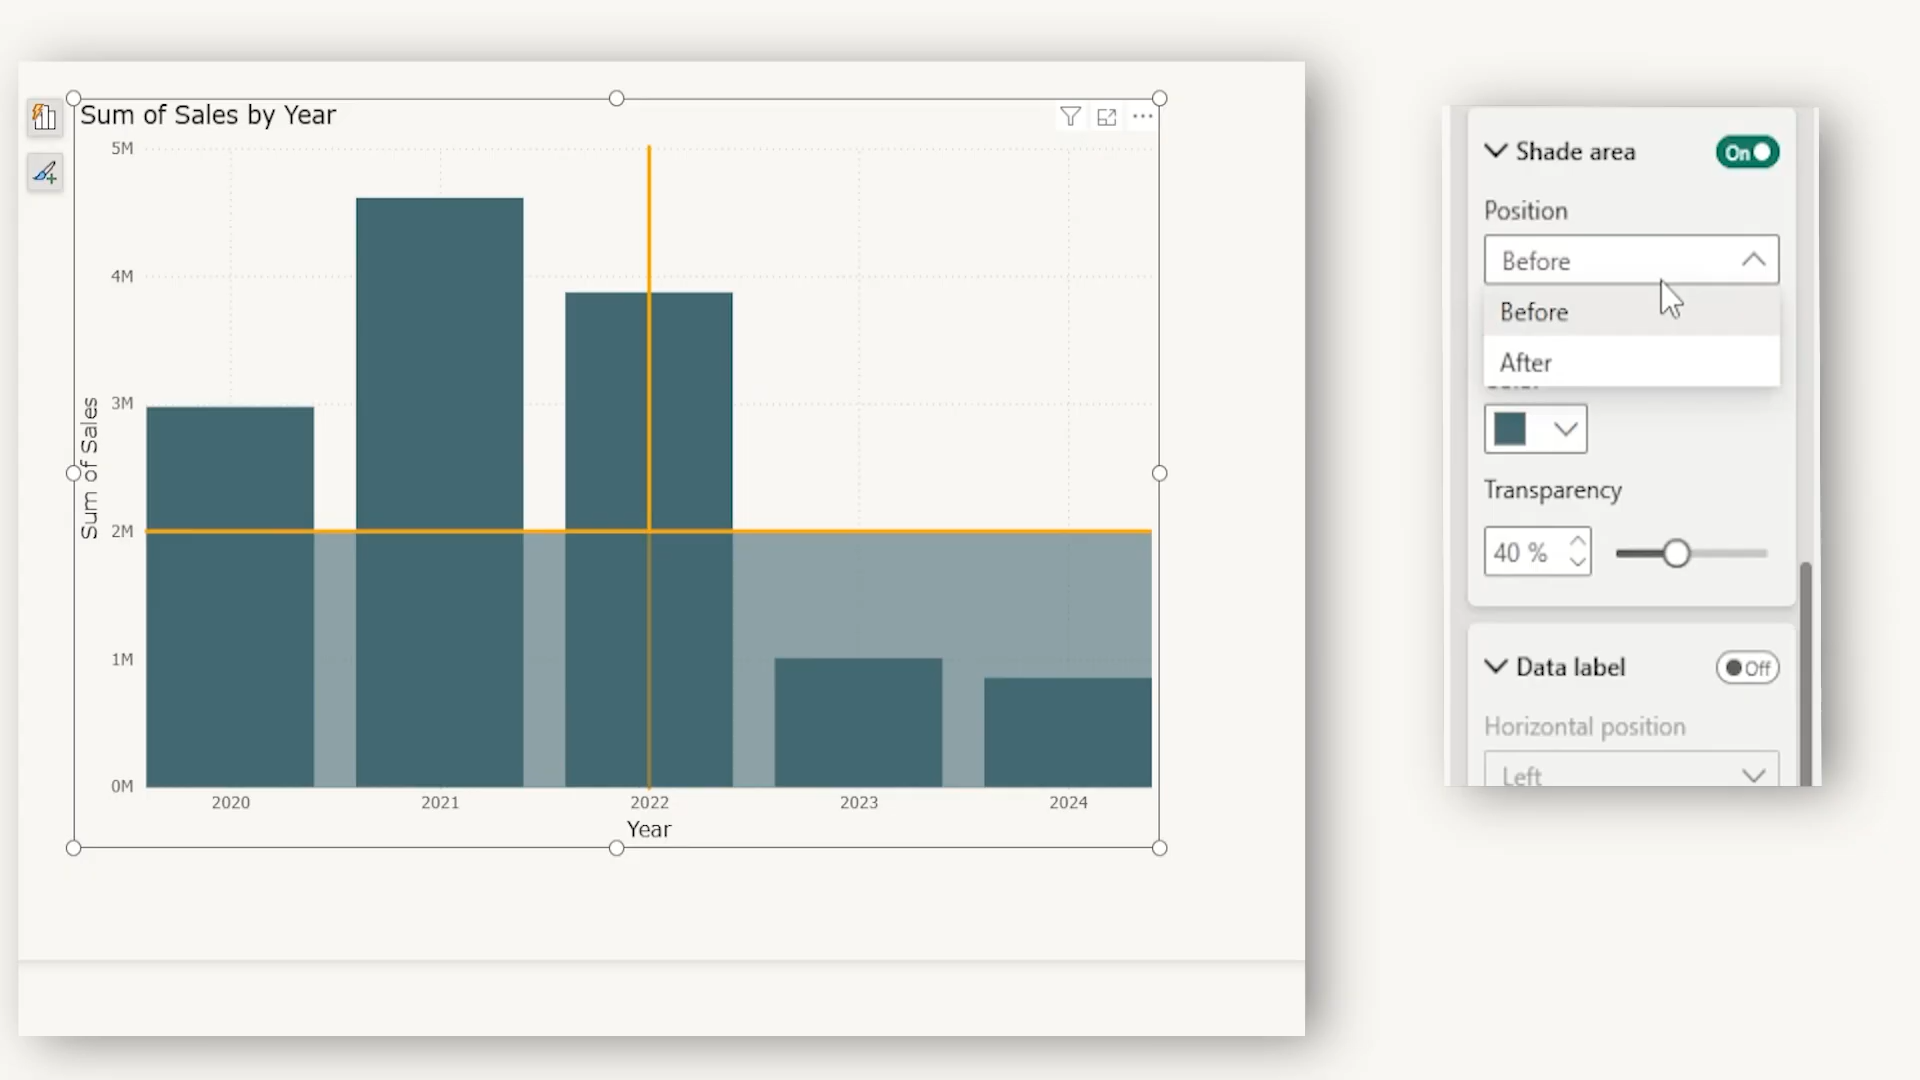 Sum of Sales by Year
5M
4M
3M
2M
1M
0M
Sum of Sales
2020
2021
2022
2023
2024
Year
Shade area
On
Position
Before
Before
After
40 %
Transparency
Data label
Off
Horizontal position
Left